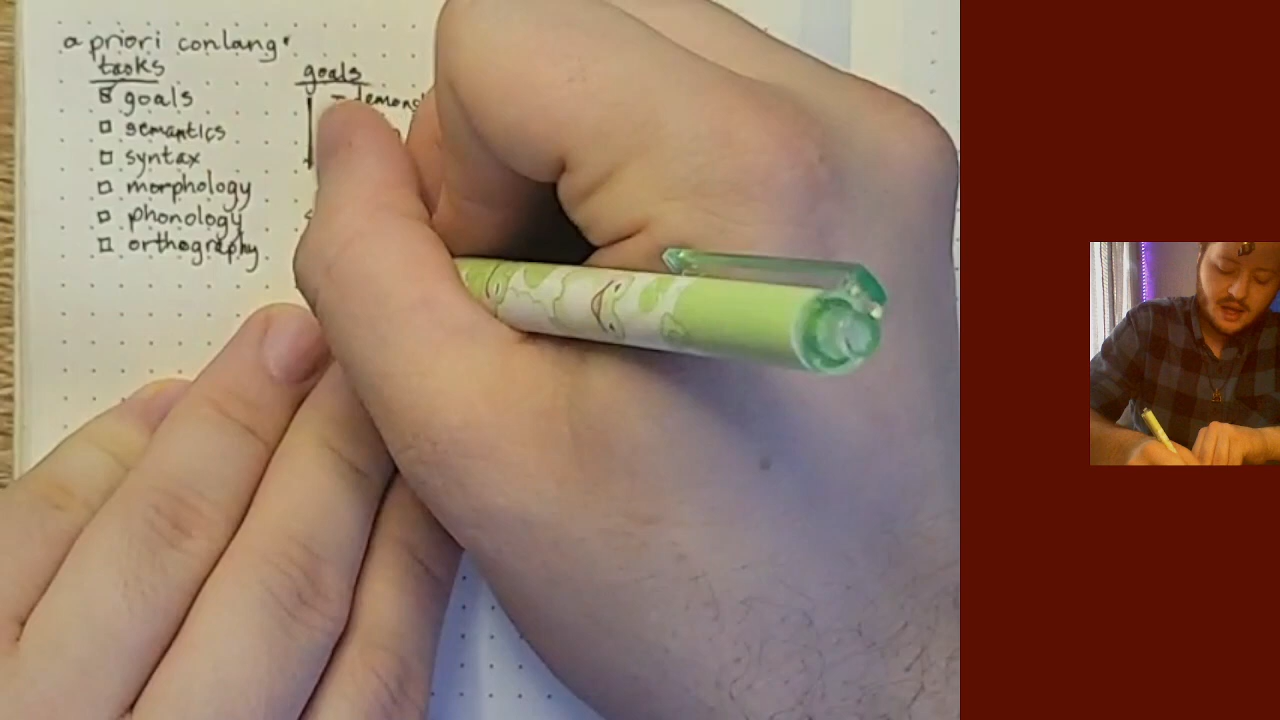 a priori conlang
tasks
goals
semantics
syntax
morphology
phonology
orthography
goals